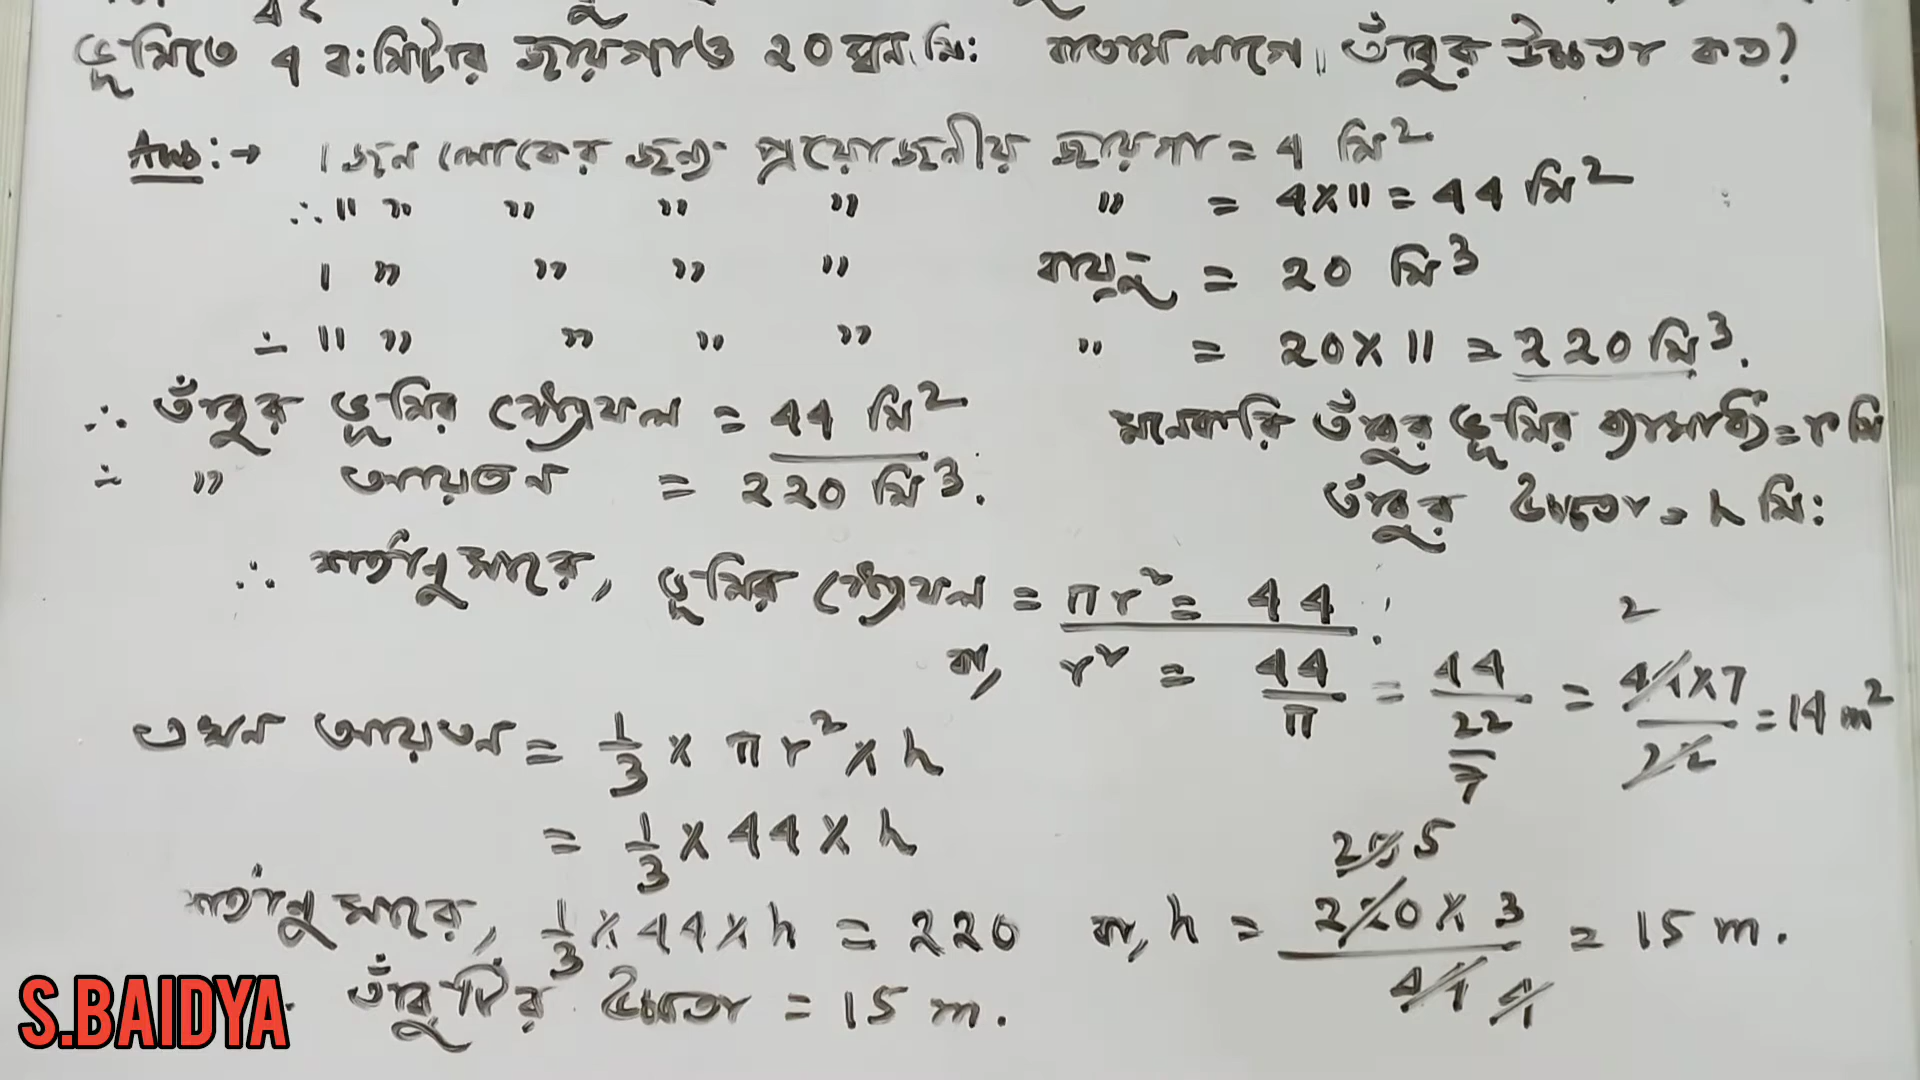 ভূমিতে 4 ব: মিটার জায়গা ও 20 ঘন মি: বাতাস লাগে। তাঁবুর উচ্চতা কত?
Ans:→ 1 জন লোকের জন্য প্রয়োজনীয় জায়গা = 4 মি²
∴ 11 " " " " " = 4×11 = 44 মি²
1 " " " " বায়ু = 20 মি³
∴ 11 " " " " " = 20×11 = 220 মি³.
∴ তাঁবুর ভূমির ক্ষেত্রফল = 44 মি² মনেকরি তাঁবুর ভূমির ব্যাসার্ধ = r মি
∴ " আয়তন = 220 মি³. তাঁবুর উচ্চতা = h মি:
∴ শর্তানুসারে, ভূমির ক্ষেত্রফল = πr² = 44
বা, r² = 44/π = 44/(22/7) = 44×7/22 = 14 m²
2
তখন আয়তন = 1/3 × πr² × h
= 1/3 × 44 × h
শর্তানুসারে, 1/3 × 44 × h = 220 বা, h = 220×3/44 = 15 m.
তাঁবুটির উচ্চতা = 15 m.
S.BAIDYA